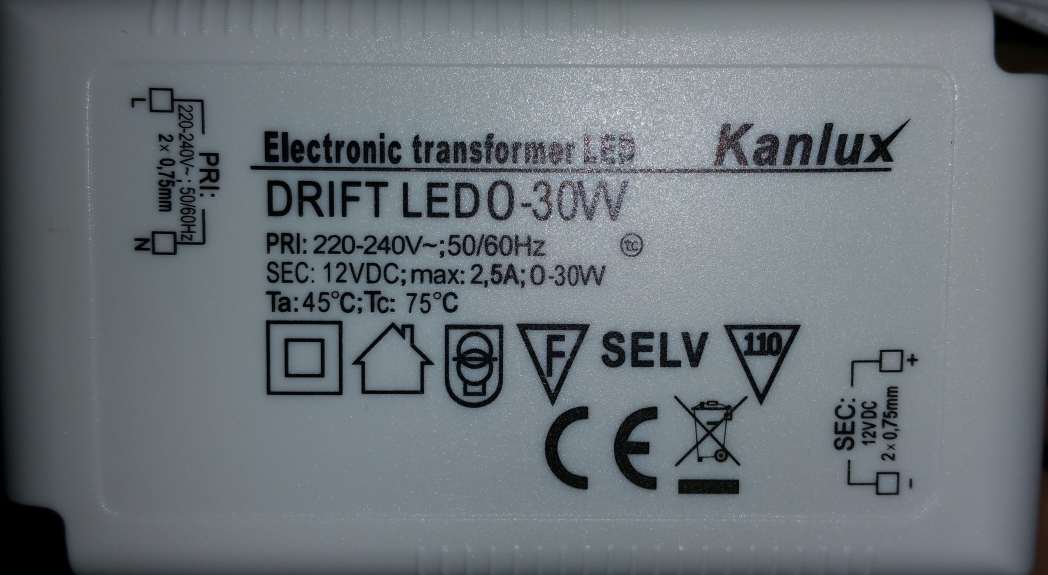 L
220-240V~; 50/60Hz
2× 0,75mm
PRI:
N
Electronic transformer LED
Kanlux
DRIFT LED 0-30W
PRI: 220-240V~;50/60Hz
tc
SEC: 12VDC; max: 2,5A; 0-30W
Ta: 45°C; Tc: 75°C
F
SELV
110
CE
SEC:
12VDC
2× 0,75mm
+
-